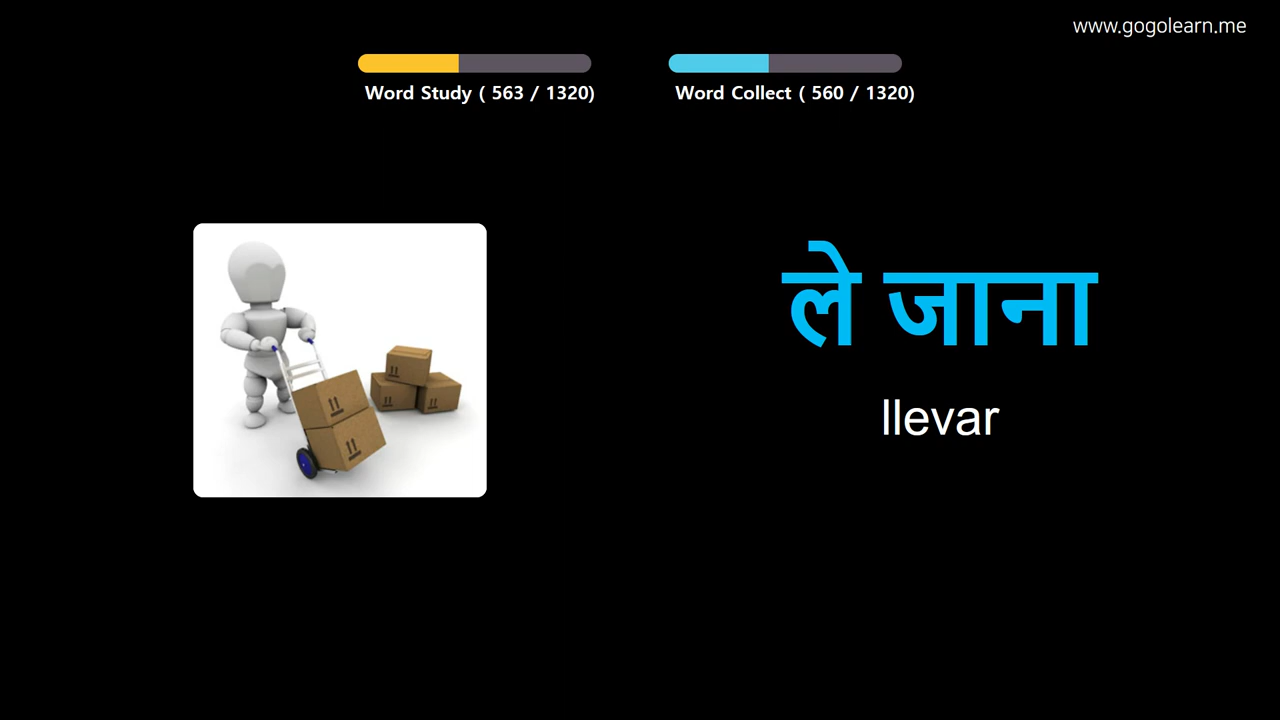 www.gogolearn.me
Word Study ( 563 / 1320)
Word Collect ( 560 / 1320)
ले जाना
llevar